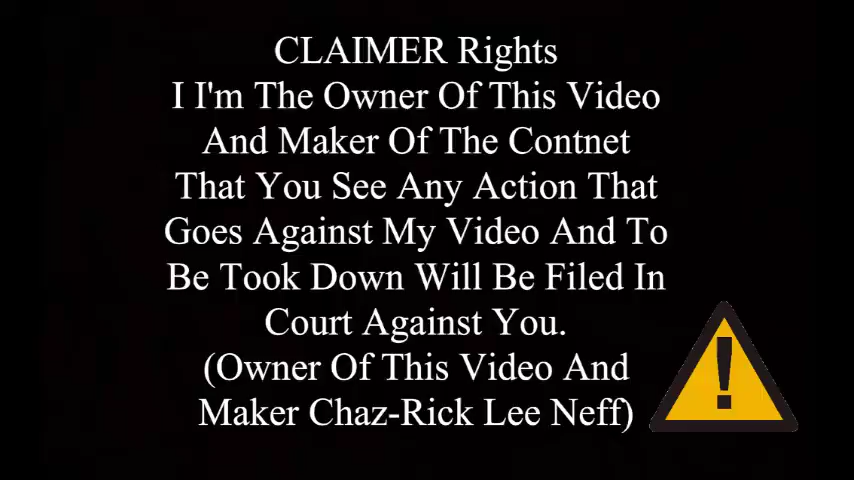 CLAIMER Rights
I I'm The Owner Of This Video
And Maker Of The Contnet
That You See Any Action That
Goes Against My Video And To
Be Took Down Will Be Filed In
Court Against You.
(Owner Of This Video And
Maker Chaz-Rick Lee Neff)